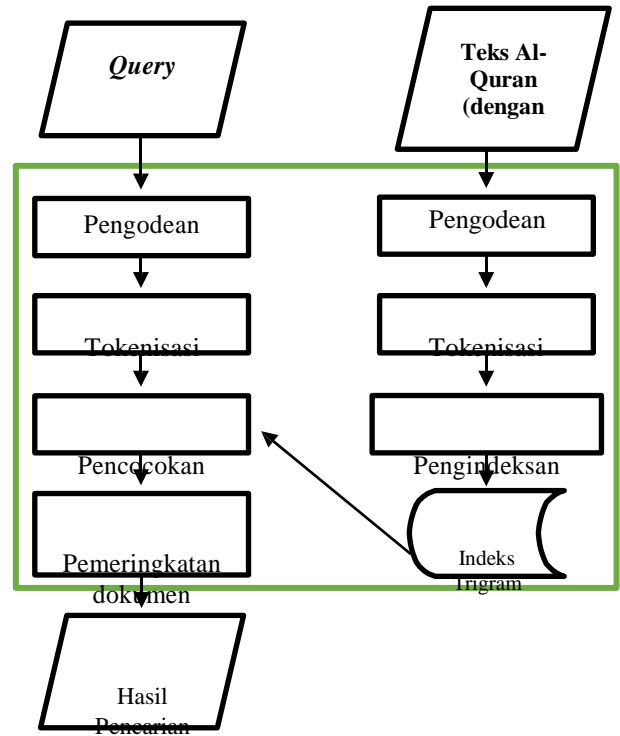 Query
Teks Al-
Quran
(dengan
Pengodean
Pengodean
Tokenisasi
Tokenisasi
Pencocokan
Pengindeksan
Pemeringkatan
dokumen
Indeks
Trigram
Hasil
Pencarian